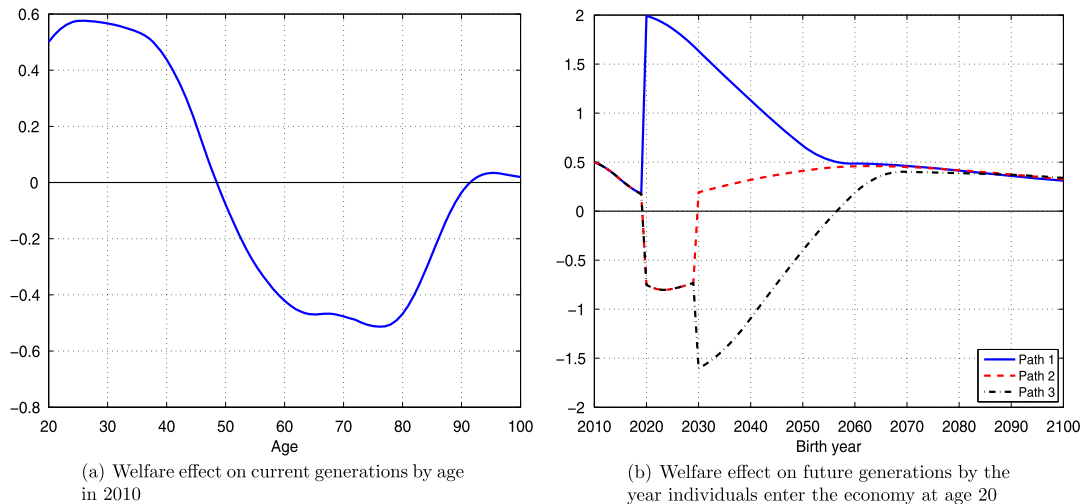 0.6
0.4
0.2
0
−0.2
−0.4
−0.6
−0.8
20 30 40 50 60 70 80 90 100
Age
(a) Welfare effect on current generations by age
in 2010
2
1.5
1
0.5
0
−0.5
−1
−1.5
−2
2010 2020 2030 2040 2050 2060 2070 2080 2090 2100
Birth year
Path 1
Path 2
Path 3
(b) Welfare effect on future generations by the
year individuals enter the economy at age 20